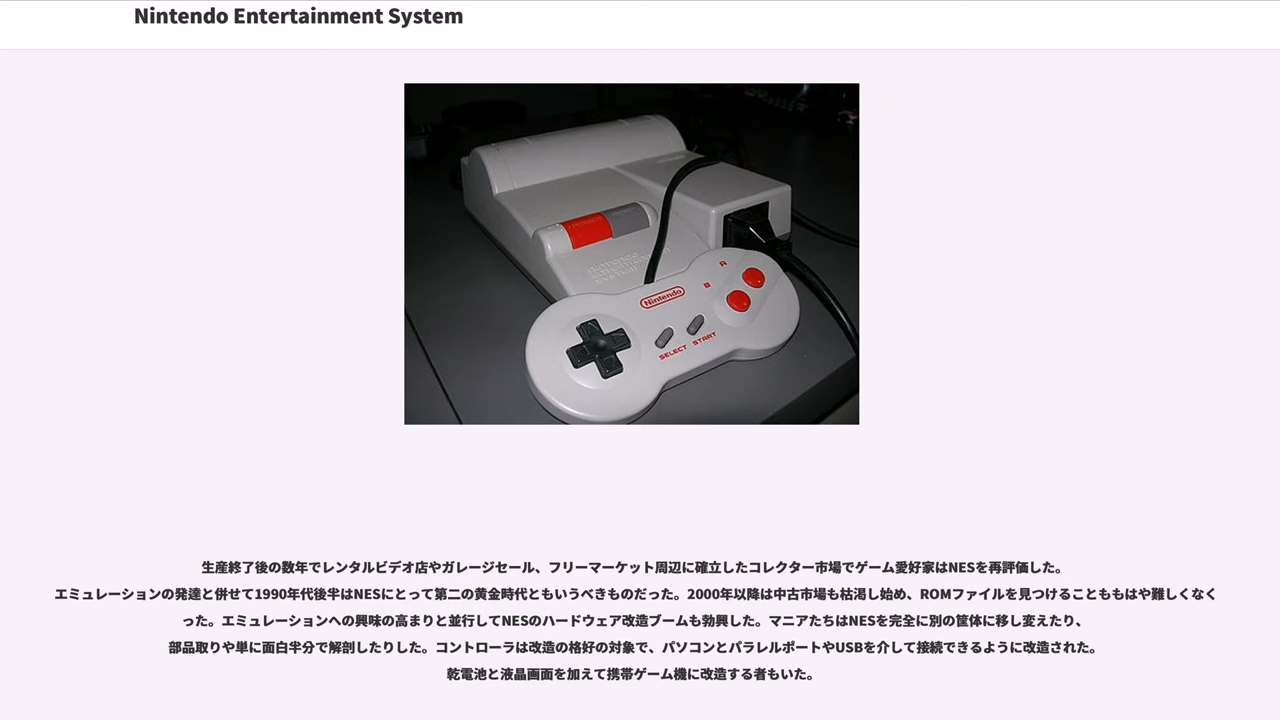 Nintendo Entertainment System
Nintendo
B A
SELECT START
生産終了後の数年でレンタルビデオ店やガレージセール、フリーマーケット周辺に確立したコレクター市場でゲーム愛好家はNESを再評価した。
エミュレーションの発達と併せて1990年代後半はNESにとって第二の黄金時代ともいうべきものだった。2000年以降は中古市場も枯渇し始め、ROMファイルを見つけることももはや難しくなく
った。エミュレーションへの興味の高まりと並行してNESのハードウェア改造ブームも勃興した。マニアたちはNESを完全に別の筐体に移し変えたり、
部品取りや単に面白半分で解剖したりした。コントローラは改造の格好の対象で、パソコンとパラレルポートやUSBを介して接続できるように改造された。
乾電池と液晶画面を加えて携帯ゲーム機に改造する者もいた。